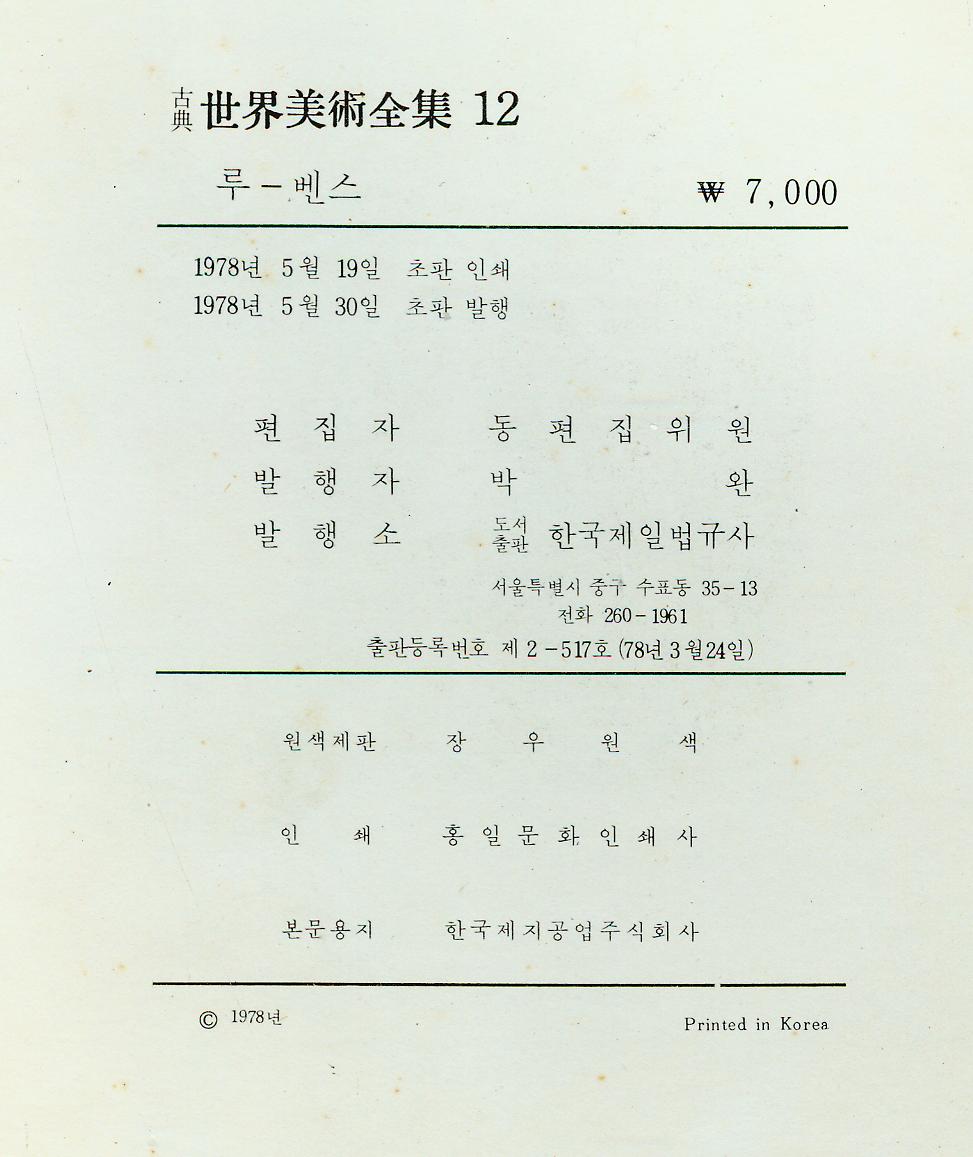 古典 世界美術全集 12
루－벤스 ₩ 7,000
1978년 5월 19일 초판 인쇄
1978년 5월 30일 초판 발행
편 집 자 동 편 집 위 원
발 행 자 박 완
발 행 소 도서출판 한국제일법규사
서울특별시 중구 수표동 35－13
전화 260－1961
출판등록번호 제 2－517호 (78년 3월 24일)
원색제판 장 우 원 색
인 쇄 홍 일 문 화 인 쇄 사
본문용지 한국제지공업주식회사
© 1978년 Printed in Korea